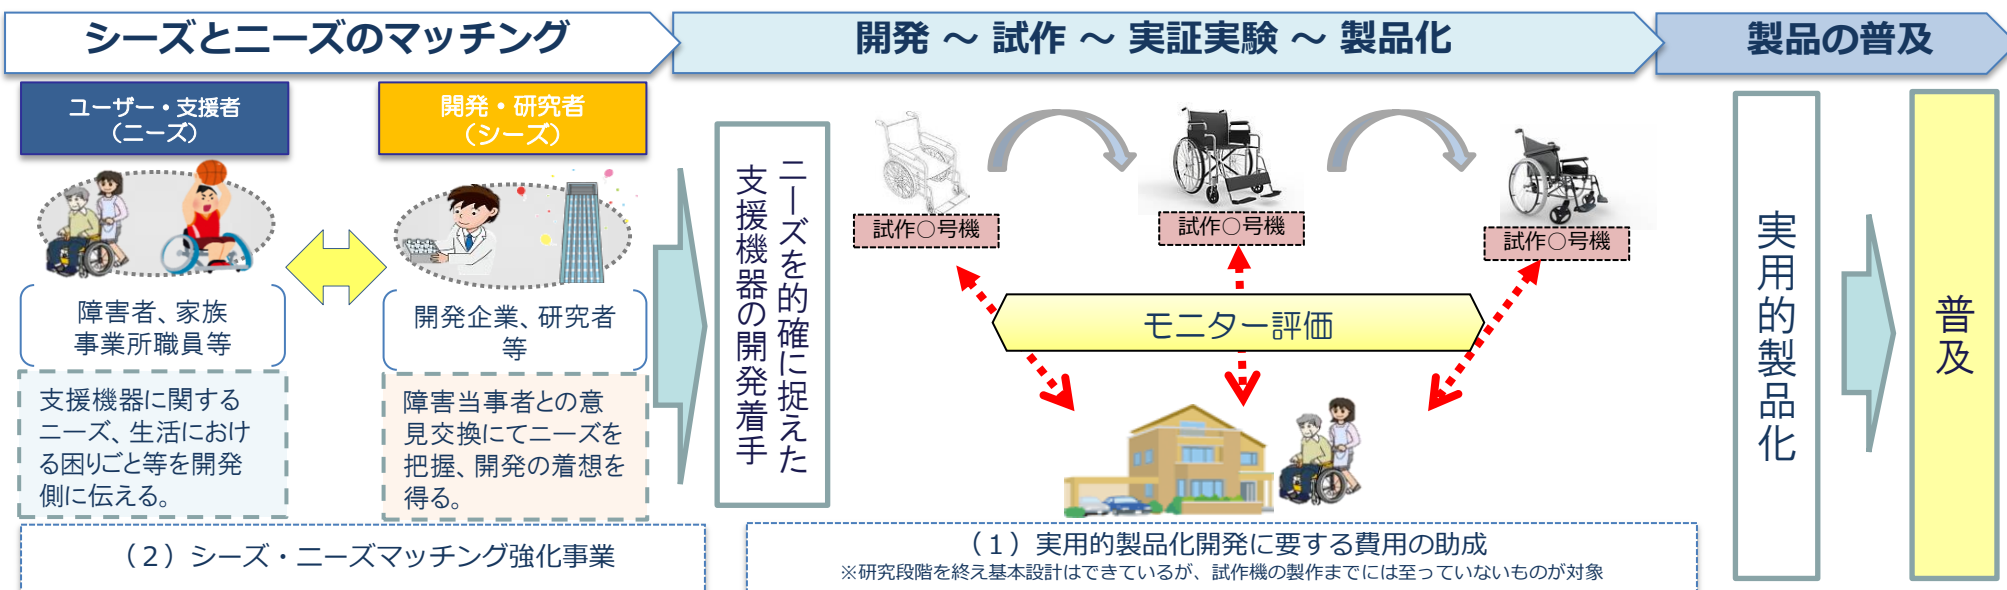 シーズとニーズのマッチング
開発 ～ 試作 ～ 実証実験 ～ 製品化
製品の普及
ユーザー・支援者
（ニーズ）
開発・研究者
（シーズ）
障害者、家族
事業所職員等
開発企業、研究者
等
支援機器に関する
ニーズ、生活におけ
る困りごと等を開発
側に伝える。
障害当事者との意
見交換にてニーズを
把握、開発の着想を
得る。
（２）シーズ・ニーズマッチング強化事業
ニーズを的確に捉えた
支援機器の開発着手
試作○号機
試作○号機
試作○号機
モニター評価
（１）実用的製品化開発に要する費用の助成
※研究段階を終え基本設計はできているが、試作機の製作までには至っていないものが対象
実用的製品化
普及